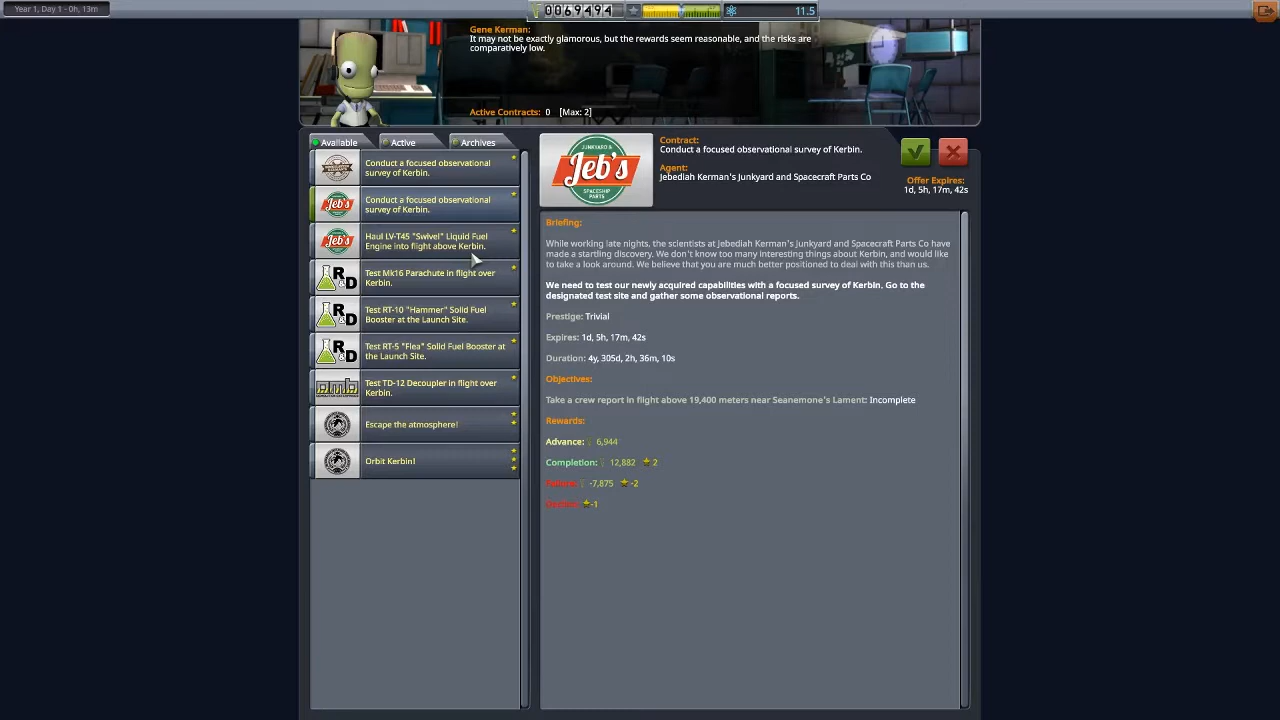 Year 1, Day 1 - 0h, 13m
0069494
11.5
Gene Kerman:
It may not be exactly glamorous, but the rewards seem reasonable, and the risks are
comparatively low.
Active Contracts: 0 [Max: 2]
Available
Active
Archives
Conduct a focused observational
survey of Kerbin.
Conduct a focused observational
survey of Kerbin.
Haul LV-T45 "Swivel" Liquid Fuel
Engine into flight above Kerbin.
R&D
Test Mk16 Parachute in flight over
Kerbin.
R&D
Test RT-10 "Hammer" Solid Fuel
Booster at the Launch Site.
R&D
Test RT-5 "Flea" Solid Fuel Booster at
the Launch Site.
Test TD-12 Decoupler in flight over
Kerbin.
Escape the atmosphere!
Orbit Kerbin!
JUNKYARD &
Jeb's
SPACESHIP
PARTS
Contract:
Conduct a focused observational survey of Kerbin.
Agent:
Jebediah Kerman's Junkyard and Spacecraft Parts Co
Offer Expires:
1d, 5h, 17m, 42s
Briefing:
While working late nights, the scientists at Jebediah Kerman's Junkyard and Spacecraft Parts Co have
made a startling discovery. We don't know too many interesting things about Kerbin, and would like
to take a look around. We believe that you are much better positioned to deal with this than us.
We need to test our newly acquired capabilities with a focused survey of Kerbin. Go to the
designated test site and gather some observational reports.
Prestige: Trivial
Expires: 1d, 5h, 17m, 42s
Duration: 4y, 305d, 2h, 36m, 10s
Objectives:
Take a crew report in flight above 19,400 meters near Seanemone's Lament: Incomplete
Rewards:
Advance: 6,944
Completion: 12,882 2
Failure: -7,875 -2
Decline: -1